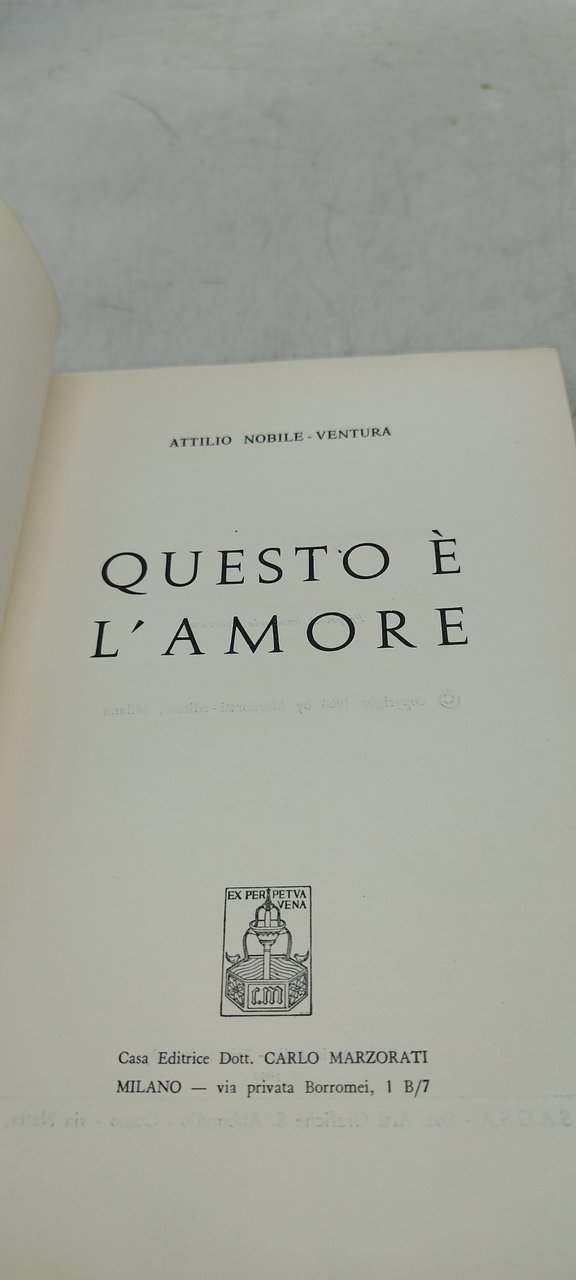 ATTILIO NOBILE-VENTURA
QUESTO È
L'AMORE
EX PERPETVA
VENA
c.m
Casa Editrice Dott. CARLO MARZORATI
MILANO — via privata Borromei, 1 B/7